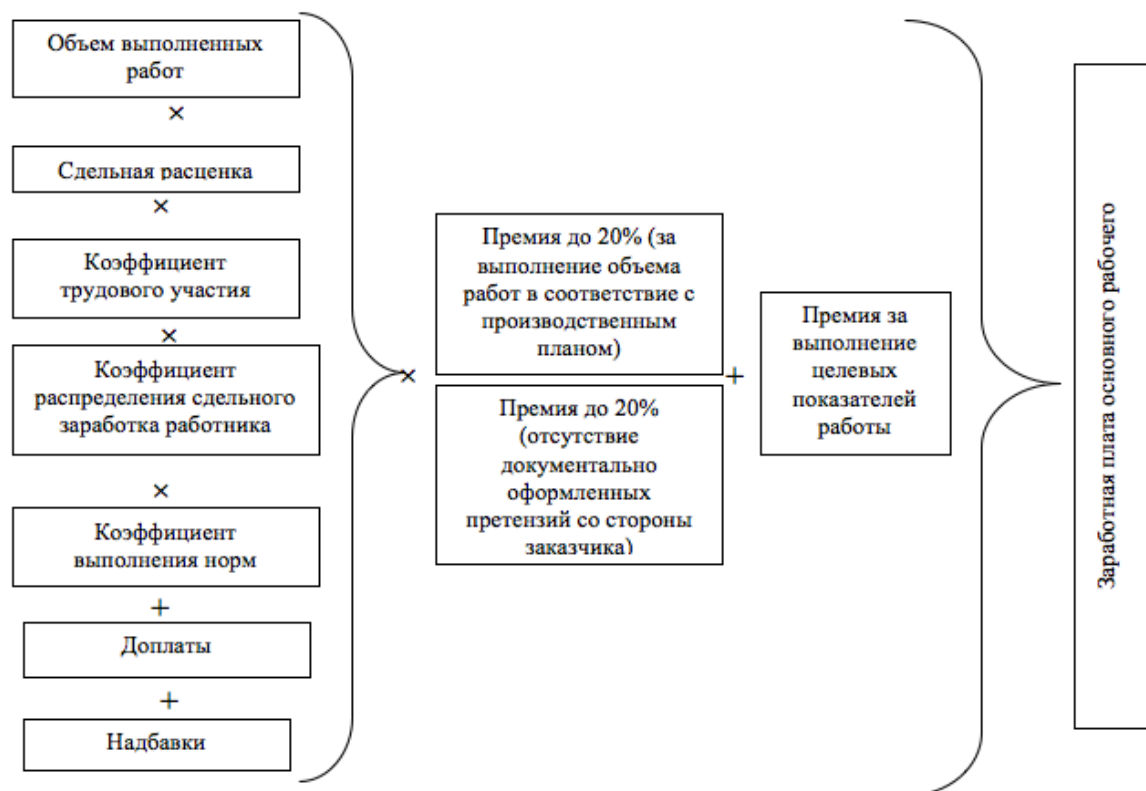 Объем выполненных
работ
×
Сдельная расценка
×
Коэффициент
трудового участия
×
Коэффициент
распределения сдельного
заработка работника
×
Коэффициент
выполнения норм
+
Доплаты
+
Надбавки
×
Премия до 20% (за
выполнение объема
работ в соответствие с
производственным
планом)
Премия до 20%
(отсутствие
документально
оформленных
претензий со стороны
заказчика)
+
Премия за
выполнение
целевых
показателей
работы
Заработная плата основного рабочего